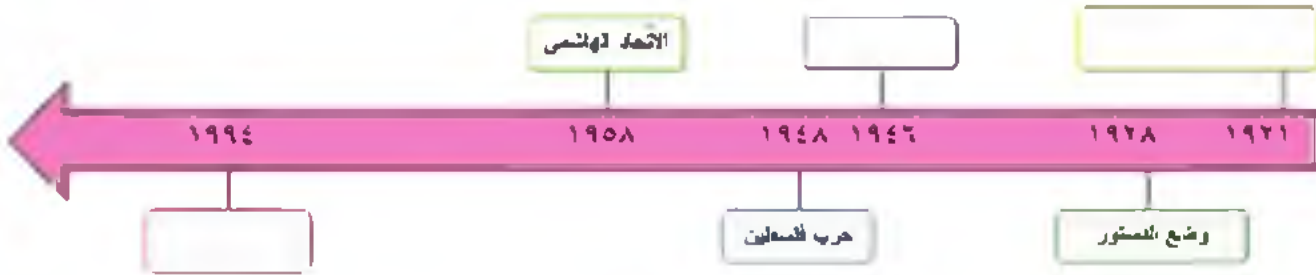 الاتحاد الهاشمي
١٩٢١ ١٩٢٨ ١٩٤٦ ١٩٤٨ ١٩٥٨ ١٩٩٤
وضع الدستور
حرب فلسطين